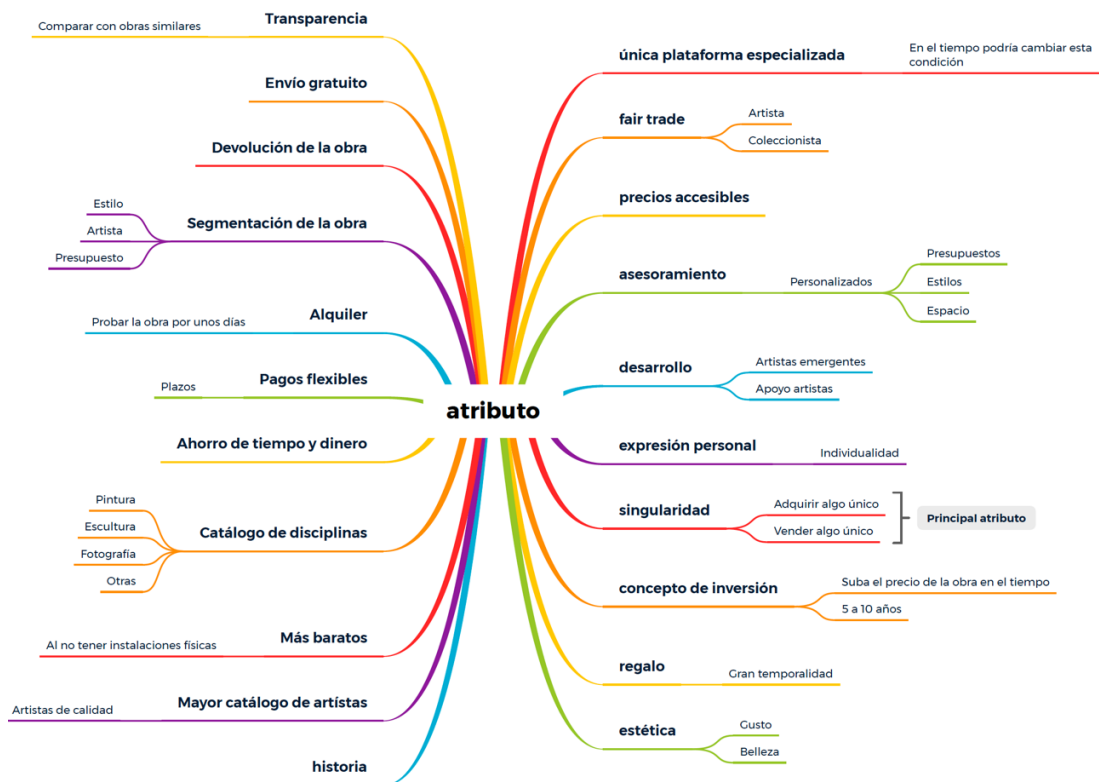 Transparencia
Comparar con obras similares
Envío gratuito
Devolución de la obra
Segmentación de la obra
Estilo
Artista
Presupuesto
Alquiler
Probar la obra por unos días
Pagos flexibles
Plazos
Ahorro de tiempo y dinero
Catálogo de disciplinas
Pintura
Escultura
Fotografía
Otras
Más baratos
Al no tener instalaciones físicas
Mayor catálogo de artístas
Artistas de calidad
historia
atributo
única plataforma especializada
En el tiempo podría cambiar esta
condición
fair trade
Artista
Coleccionista
precios accesibles
asesoramiento
Personalizados
Presupuestos
Estilos
Espacio
desarrollo
Artistas emergentes
Apoyo artistas
expresión personal
Individualidad
singularidad
Adquirir algo único
Vender algo único
Principal atributo
concepto de inversión
Suba el precio de la obra en el tiempo
5 a 10 años
regalo
Gran temporalidad
estética
Gusto
Belleza